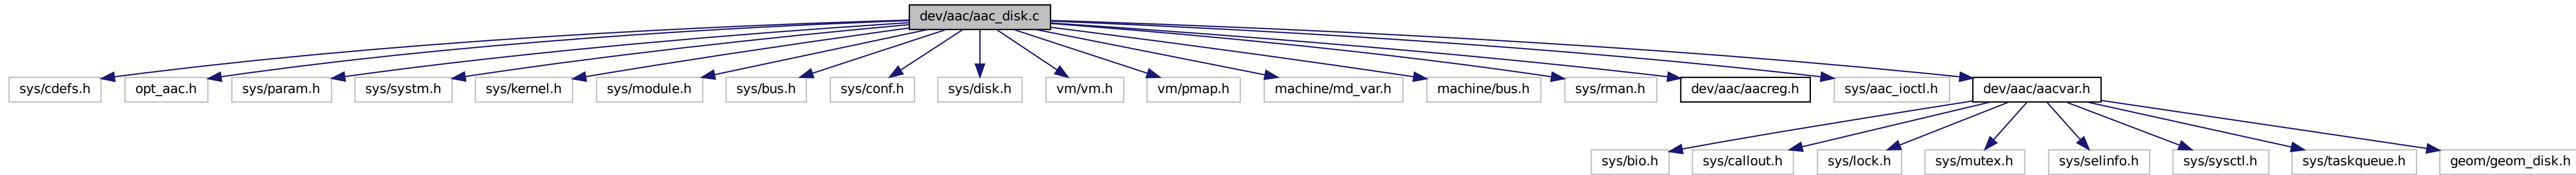 dev/aac/aac_disk.c
sys/cdefs.h
opt_aac.h
sys/param.h
sys/systm.h
sys/kernel.h
sys/module.h
sys/bus.h
sys/conf.h
sys/disk.h
vm/vm.h
vm/pmap.h
machine/md_var.h
machine/bus.h
sys/rman.h
dev/aac/aacreg.h
sys/aac_ioctl.h
dev/aac/aacvar.h
sys/bio.h
sys/callout.h
sys/lock.h
sys/mutex.h
sys/selinfo.h
sys/sysctl.h
sys/taskqueue.h
geom/geom_disk.h